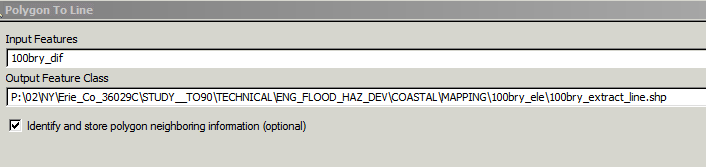 Polygon To Line
Input Features
100bry_dif
Output Feature Class
P:\02\NY\Erie_Co_36029C\STUDY__TO90\TECHNICAL\ENG_FLOOD_HAZ_DEV\COASTAL\MAPPING\100bry_ele\100bry_extract_line.shp
Identify and store polygon neighboring information (optional)